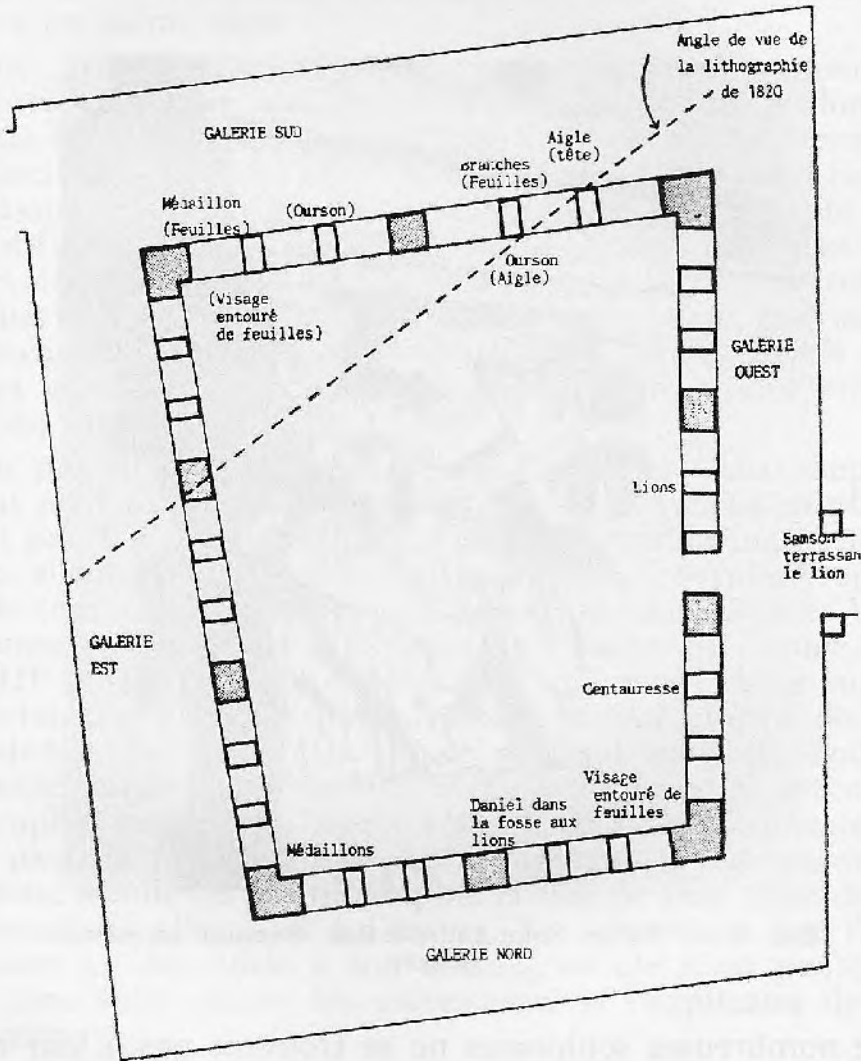 Angle de vue de
la lithographie
de 1820
GALERIE SUD
Aigle
(tête)
Branches
(Feuilles)
Médaillon
(Feuilles)
(Ourson)
Ourson
(Aigle)
(Visage
entouré
de feuilles)
GALERIE
OUEST
Lions
Samson
terrassan
le lion
GALERIE
EST
Centauresse
Visage
entouré de
feuilles
Daniel dans
la fosse aux
lions
Médaillons
GALERIE NORD